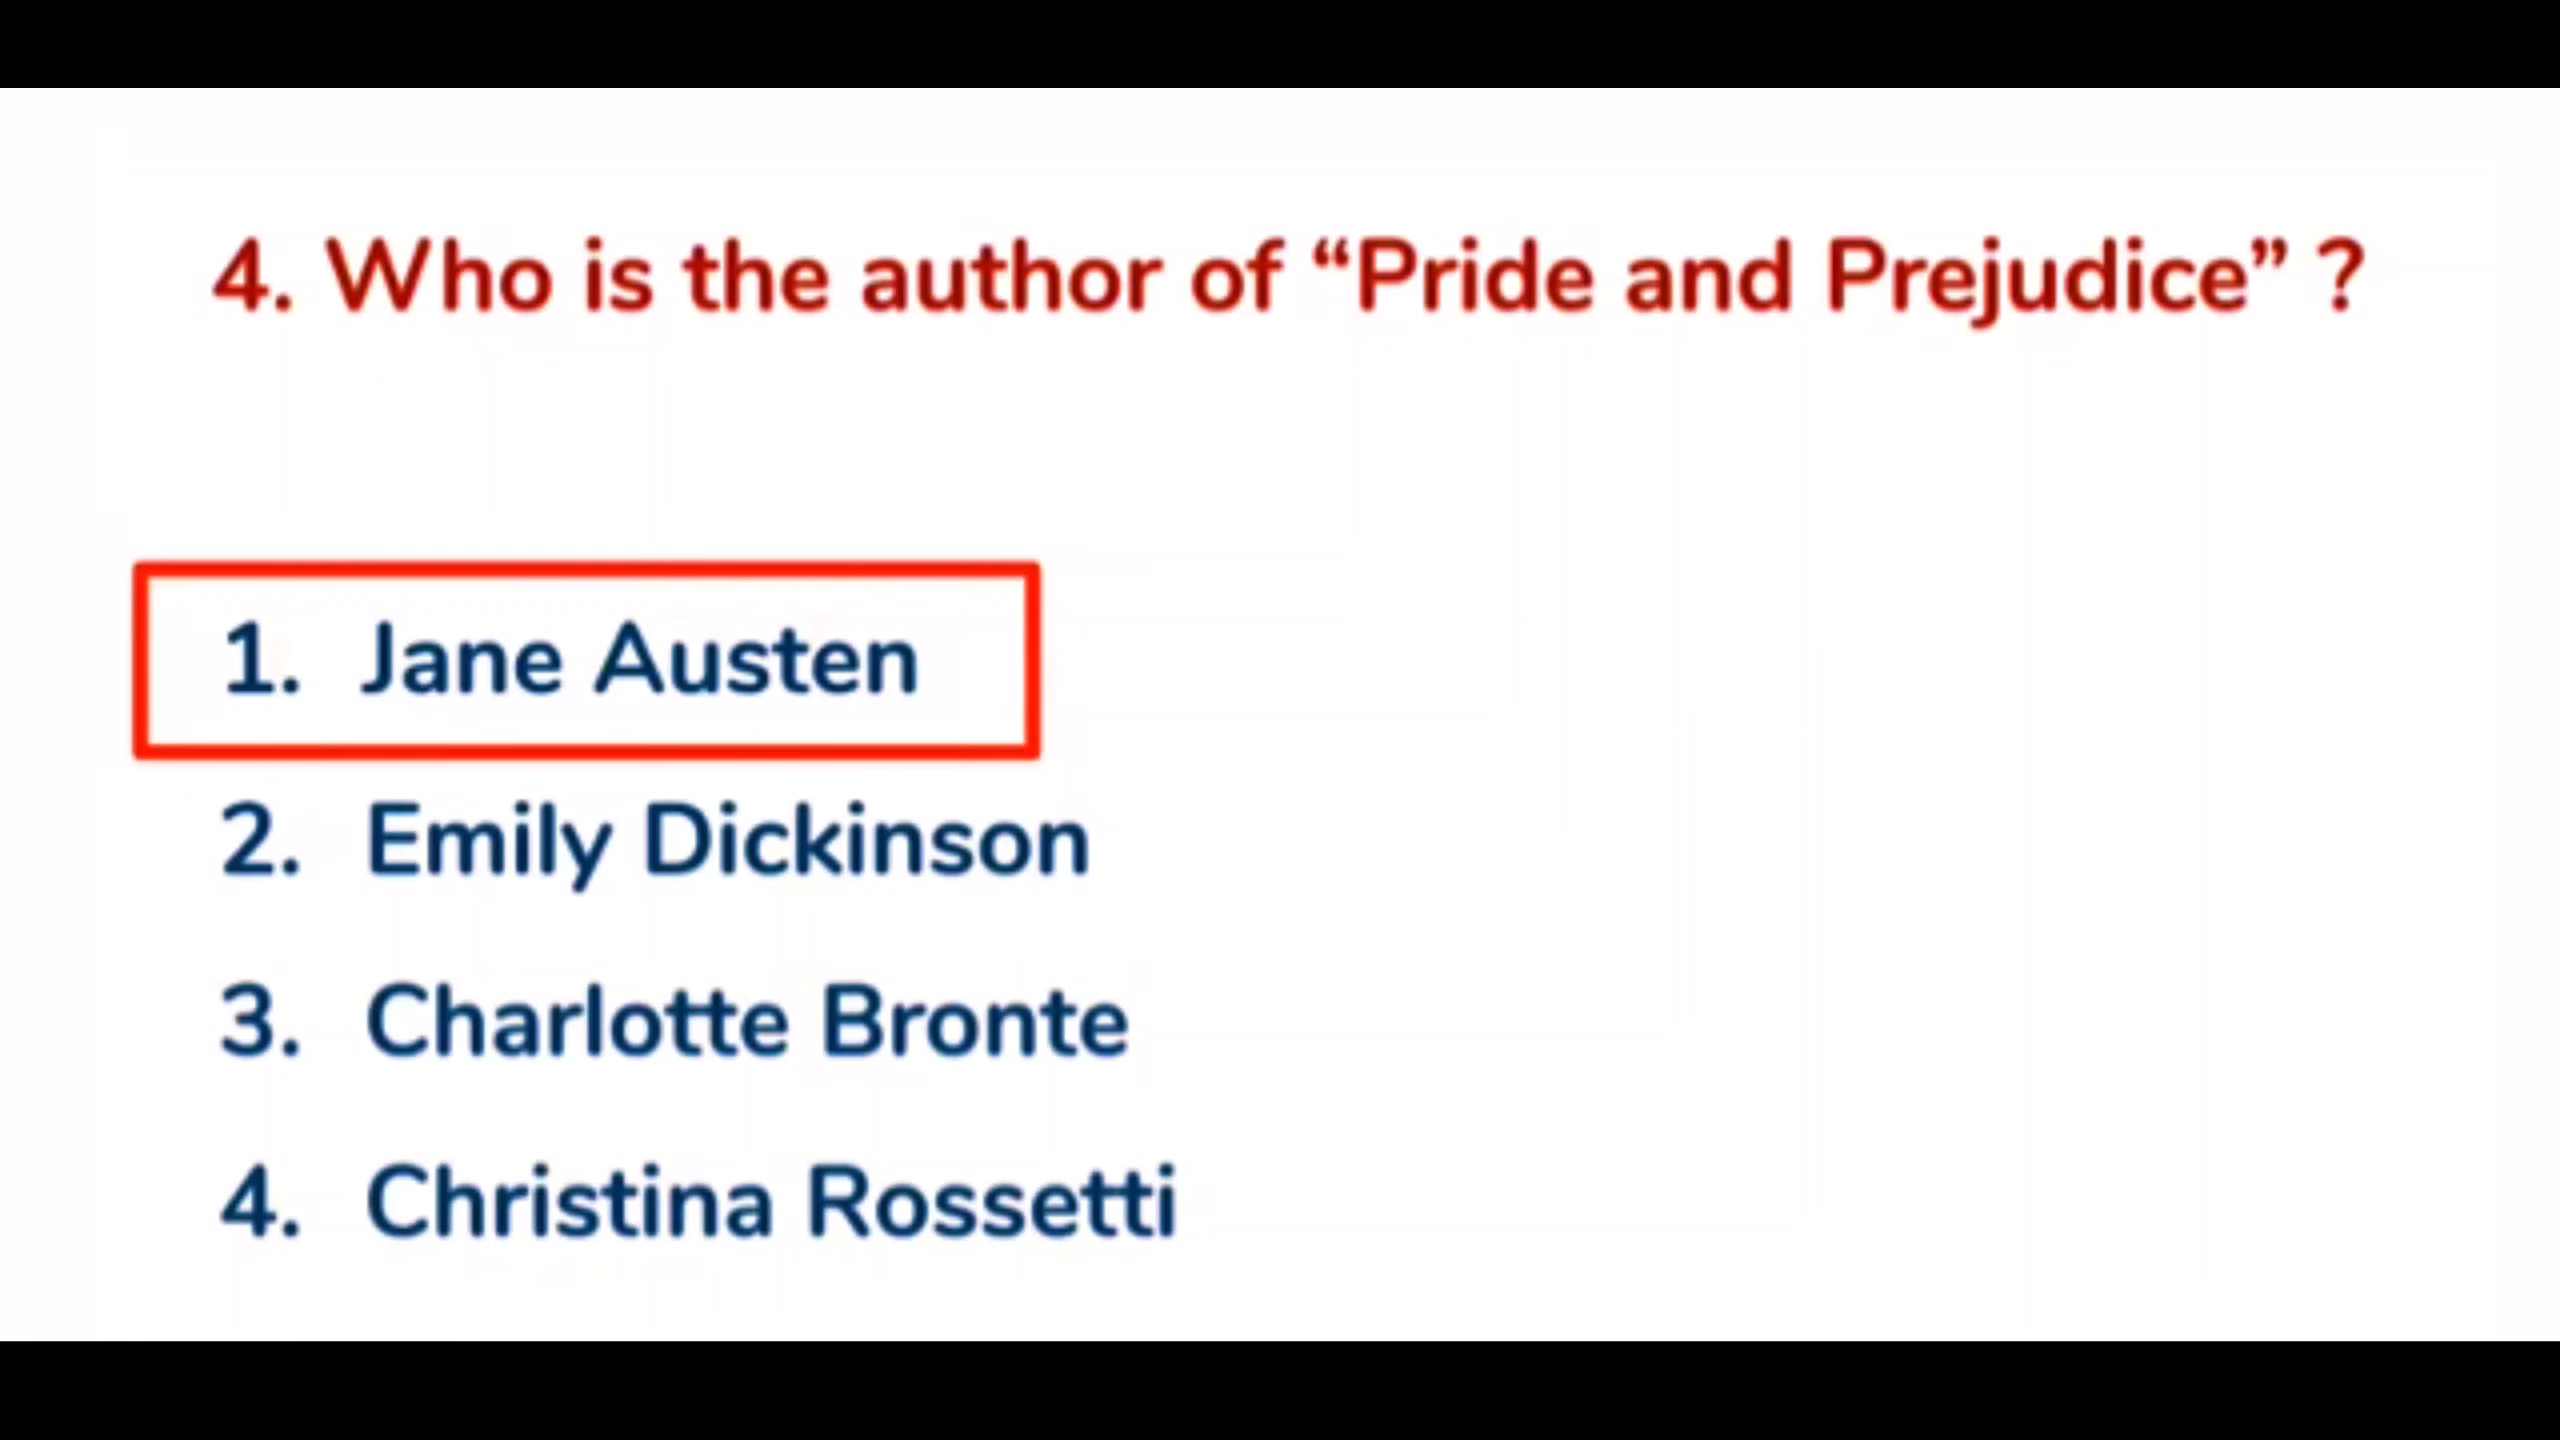 4. Who is the author of “Pride and Prejudice” ?
1. Jane Austen
2. Emily Dickinson
3. Charlotte Bronte
4. Christina Rossetti